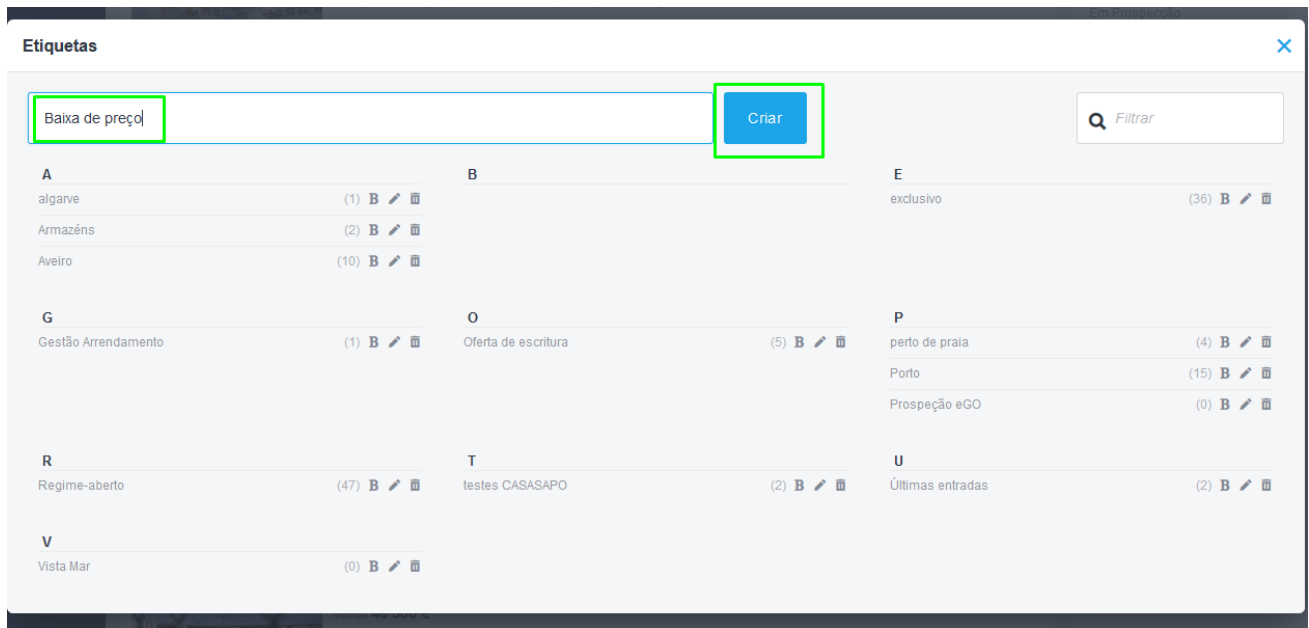 Em Prospecção
Etiquetas
Baixa de preço
Criar
Filtrar
A
algarve (1) B
Armazéns (2) B
Aveiro (10) B
B
E
exclusivo (36) B
G
Gestão Arrendamento (1) B
O
Oferta de escritura (5) B
P
perto de praia (4) B
Porto (15) B
Prospeção eGO (0) B
R
Regime-aberto (47) B
T
testes CASASAPO (2) B
U
Últimas entradas (2) B
V
Vista Mar (0) B